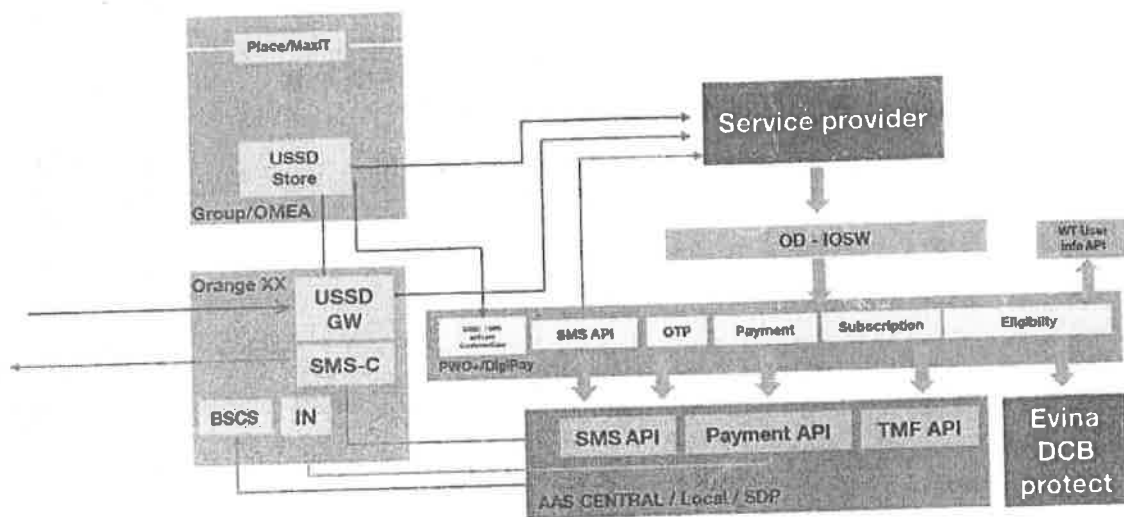 Place/MaxIT
Service provider
USSD
Store
Group/OMEA
OD - IOSW
WT User
info API
Orange XX
USSD
GW
SMS API
OTP
Payment
Subscription
Eligibility
SMS-C
PWO+/DigiPay
BSCS
IN
SMS API
Payment API
TMF API
Evina
DCB
protect
AAS CENTRAL / Local / SDP